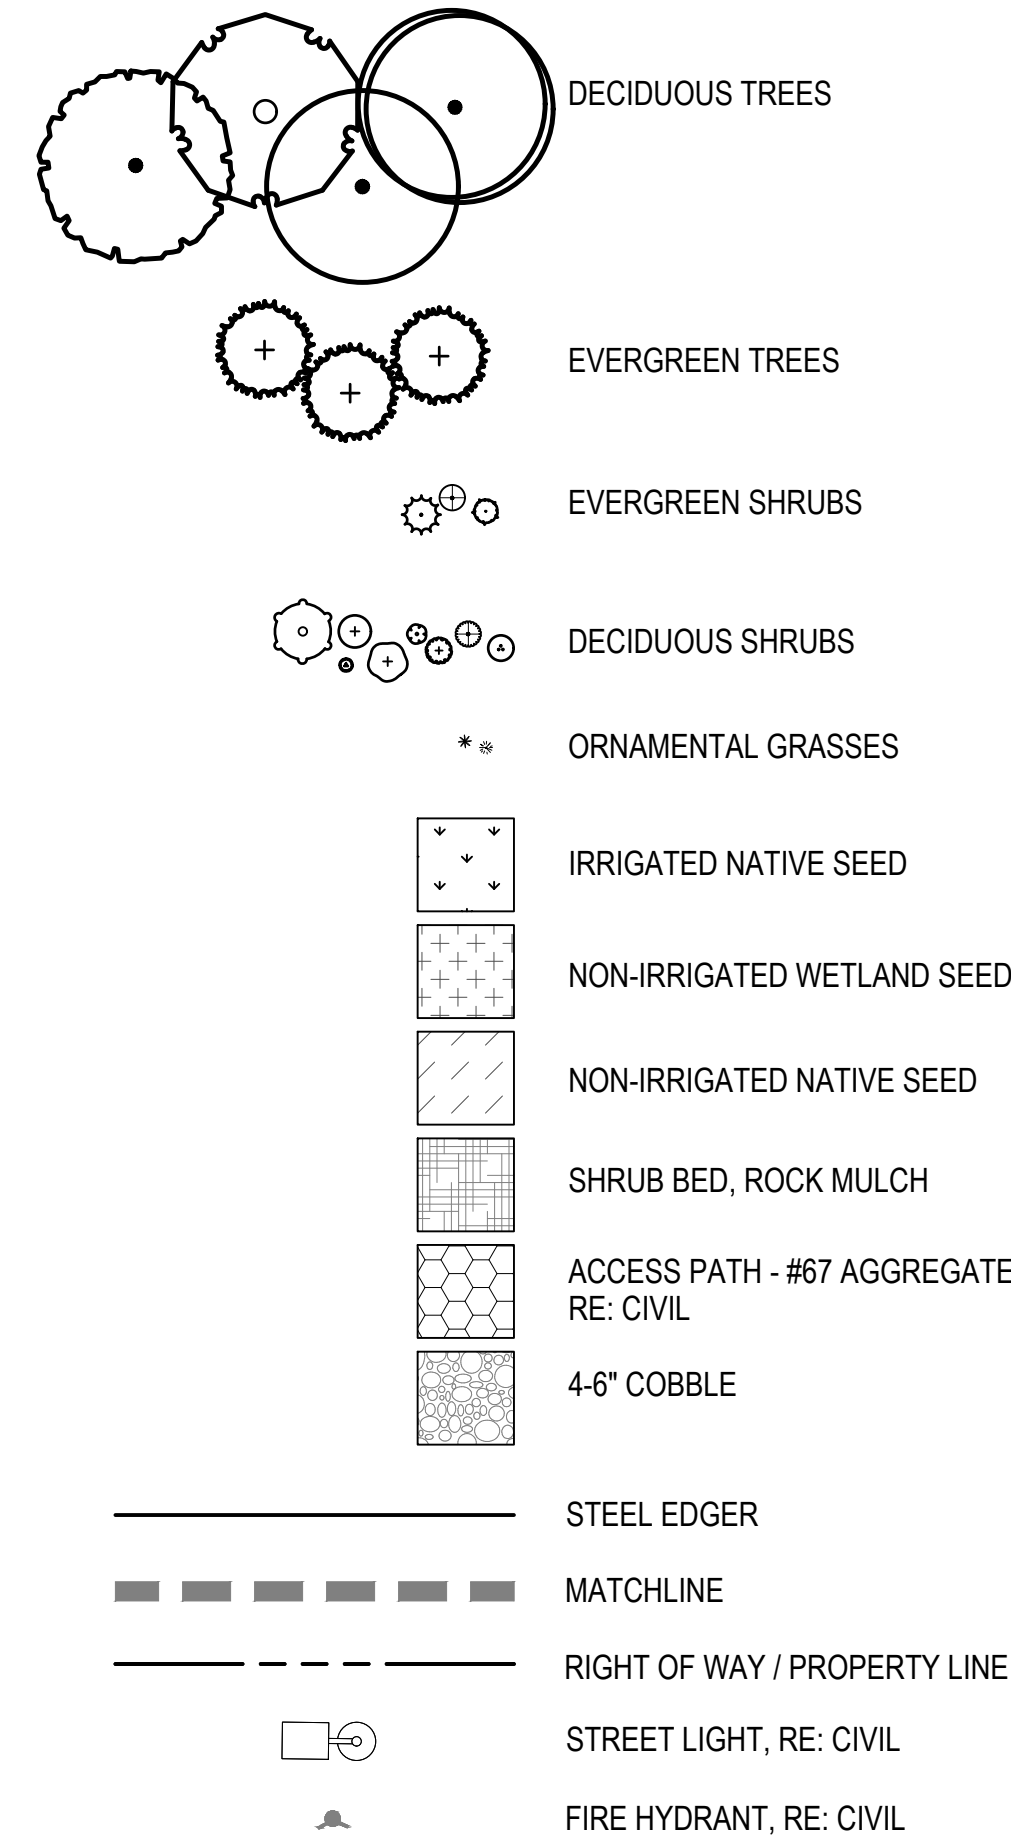 DECIDUOUS TREES
EVERGREEN TREES
EVERGREEN SHRUBS
DECIDUOUS SHRUBS
ORNAMENTAL GRASSES
IRRIGATED NATIVE SEED
NON-IRRIGATED WETLAND SEED
NON-IRRIGATED NATIVE SEED
SHRUB BED, ROCK MULCH
ACCESS PATH - #67 AGGREGATE
RE: CIVIL
4-6" COBBLE
STEEL EDGER
MATCHLINE
RIGHT OF WAY / PROPERTY LINE
STREET LIGHT, RE: CIVIL
FIRE HYDRANT, RE: CIVIL